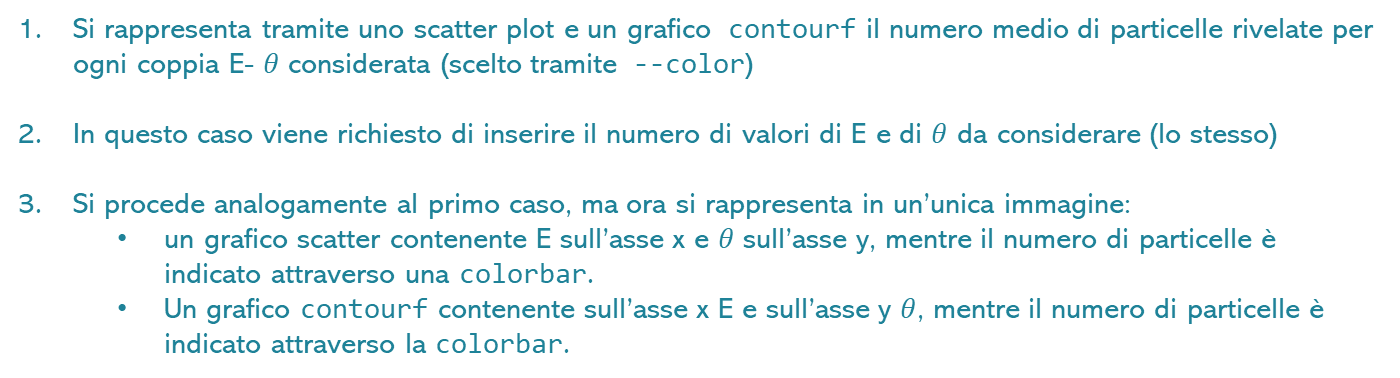 1. Si rappresenta tramite uno scatter plot e un grafico contourf il numero medio di particelle rivelate per
ogni coppia E- θ considerata (scelto tramite --color)
2. In questo caso viene richiesto di inserire il numero di valori di E e di θ da considerare (lo stesso)
3. Si procede analogamente al primo caso, ma ora si rappresenta in un’unica immagine:
• un grafico scatter contenente E sull’asse x e θ sull’asse y, mentre il numero di particelle è
indicato attraverso una colorbar.
• Un grafico contourf contenente sull’asse x E e sull’asse y θ, mentre il numero di particelle è
indicato attraverso la colorbar.